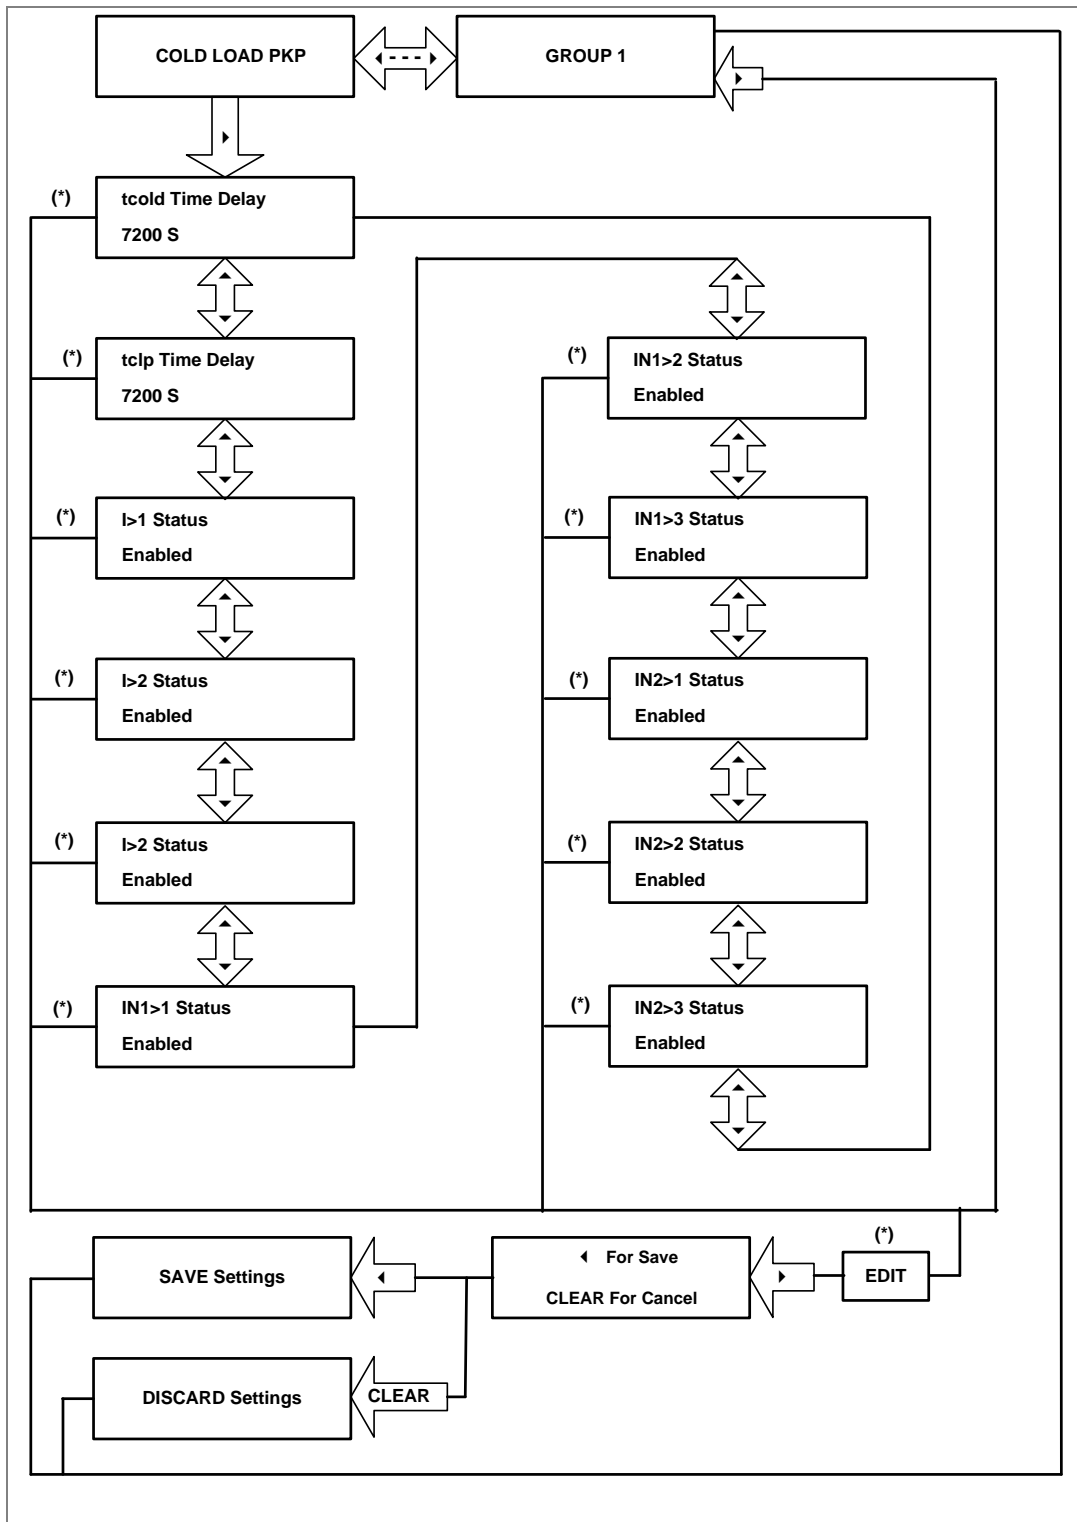 COLD LOAD PKP
GROUP 1
(*)
tcold Time Delay
7200 S
(*)
tclp Time Delay
7200 S
(*)
I>1 Status
Enabled
(*)
I>2 Status
Enabled
(*)
I>2 Status
Enabled
(*)
IN1>1 Status
Enabled
(*)
IN1>2 Status
Enabled
(*)
IN1>3 Status
Enabled
(*)
IN2>1 Status
Enabled
(*)
IN2>2 Status
Enabled
(*)
IN2>3 Status
Enabled
(*)
EDIT
For Save
CLEAR For Cancel
SAVE Settings
CLEAR
DISCARD Settings